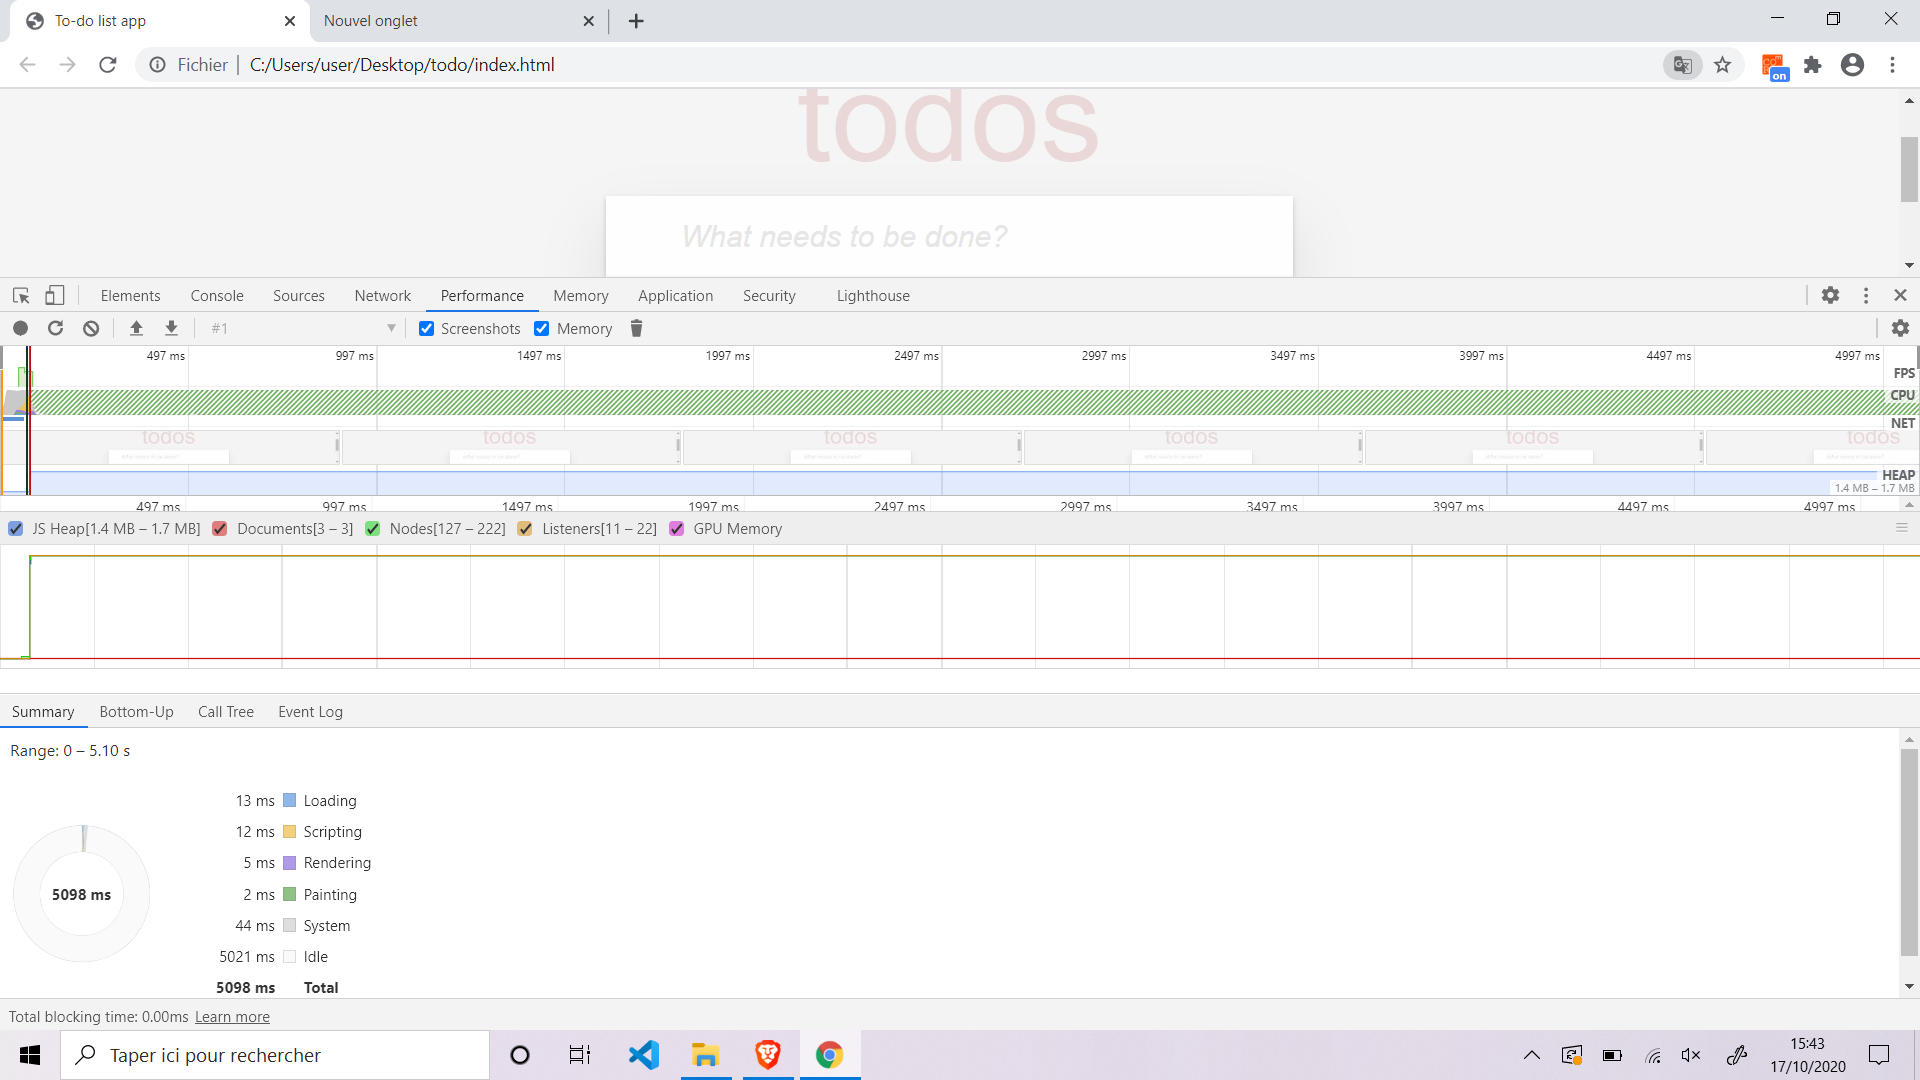 To-do list app
Nouvel onglet
Fichier
C:/Users/user/Desktop/todo/index.html
on
todos
What needs to be done?
Elements Console Sources Network Performance Memory Application Security Lighthouse
#1 Screenshots Memory
497 ms 997 ms 1497 ms 1997 ms 2497 ms 2997 ms 3497 ms 3997 ms 4497 ms 4997 ms
FPS
CPU
NET
todos todos todos todos todos todos
HEAP
1.4 MB – 1.7 MB
497 ms 997 ms 1497 ms 1997 ms 2497 ms 2997 ms 3497 ms 3997 ms 4497 ms 4997 ms
JS Heap[1.4 MB – 1.7 MB] Documents[3 – 3] Nodes[127 – 222] Listeners[11 – 22] GPU Memory
Summary Bottom-Up Call Tree Event Log
Range: 0 – 5.10 s
13 ms Loading
12 ms Scripting
5 ms Rendering
2 ms Painting
5098 ms
44 ms System
5021 ms Idle
5098 ms Total
Total blocking time: 0.00ms Learn more
Taper ici pour rechercher
15:43
17/10/2020